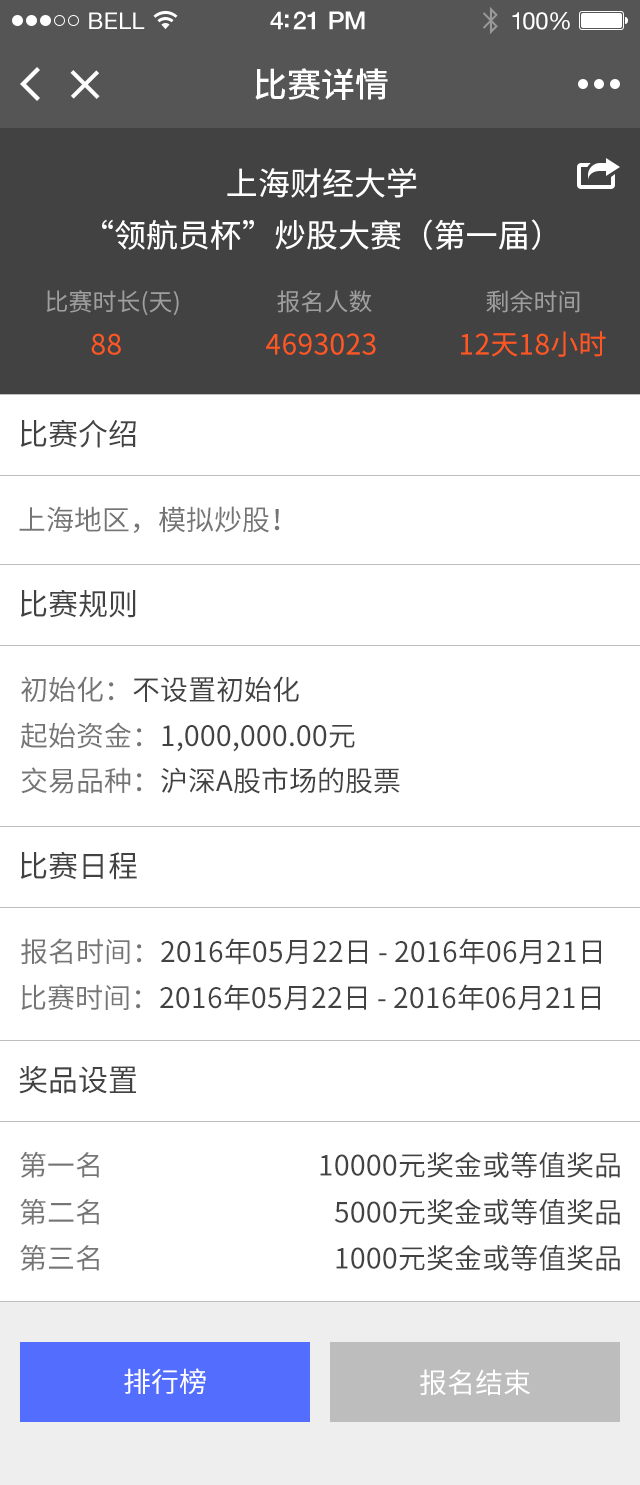 BELL 4:21 PM 100%
比赛详情
上海财经大学
“领航员杯”炒股大赛（第一届）
比赛时长(天) 报名人数 剩余时间
88 4693023 12天18小时
比赛介绍
上海地区，模拟炒股！
比赛规则
初始化：不设置初始化
起始资金：1,000,000.00元
交易品种：沪深A股市场的股票
比赛日程
报名时间：2016年05月22日 - 2016年06月21日
比赛时间：2016年05月22日 - 2016年06月21日
奖品设置
第一名 10000元奖金或等值奖品
第二名 5000元奖金或等值奖品
第三名 1000元奖金或等值奖品
排行榜 报名结束